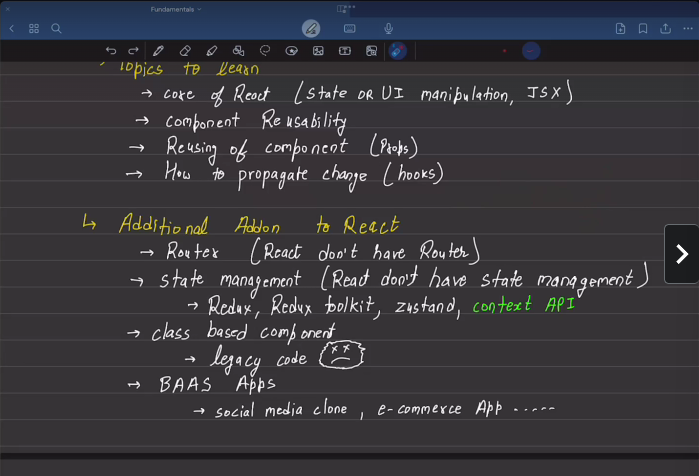 Fundamentals
Topics to learn
→ core of React (State OR UI manipulation, JSX)
→ component Reusability
→ Reusing of component (Props)
→ How to propagate change (hooks)
↳ Additional Addon to React
→ Router (React don't have Router)
→ state management (React don't have state management)
→ Redux, Redux toolkit, zustand, context API
→ class based component
→ legacy code
→ BAAS Apps
→ social media clone, e-commerce App .....